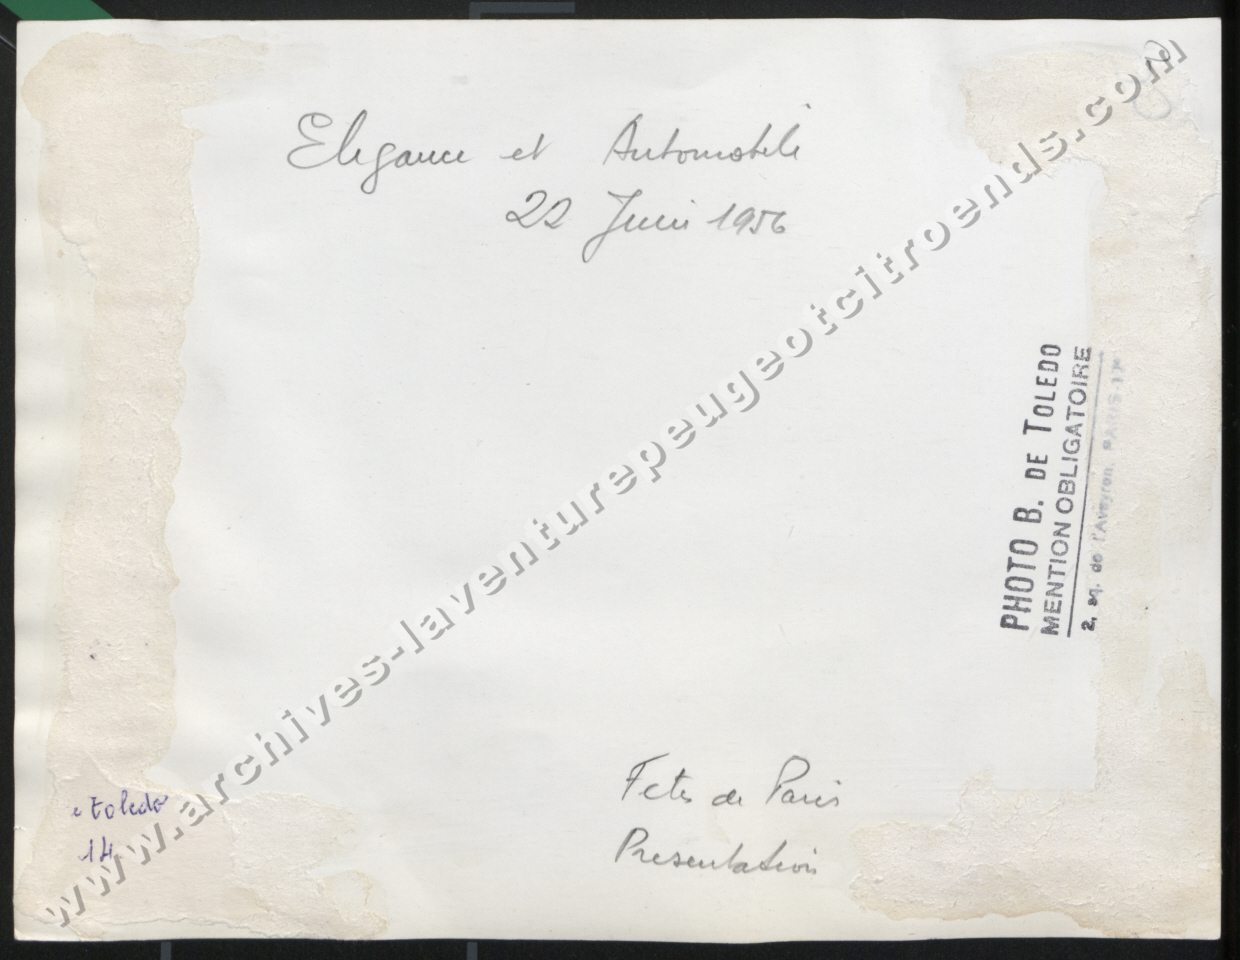 Elegance et Automobile
22 Juin 1956
PHOTO B. DE TOLEDO
MENTION OBLIGATOIRE
2, sq. de l'Aveyron, PARIS-17e
Fetes de Paris
Presentation
Toledo
14
www.archives-laventurepeugeotcitroends.com